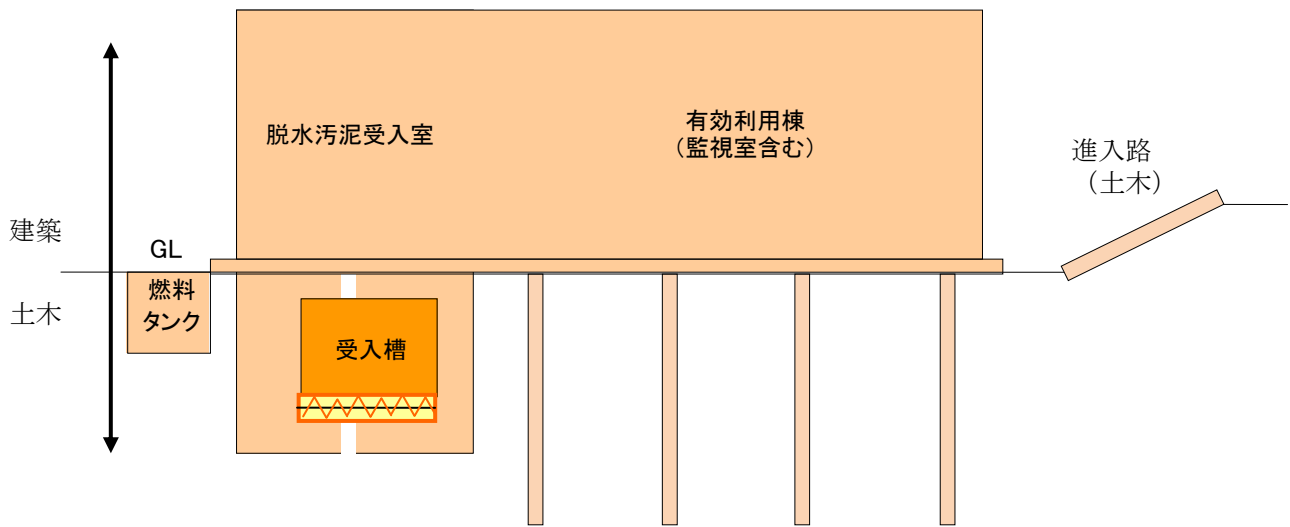 脱水汚泥受入室
有効利用棟
（監視室含む）
進入路
（土木）
建築
GL
土木
燃料
タンク
受入槽